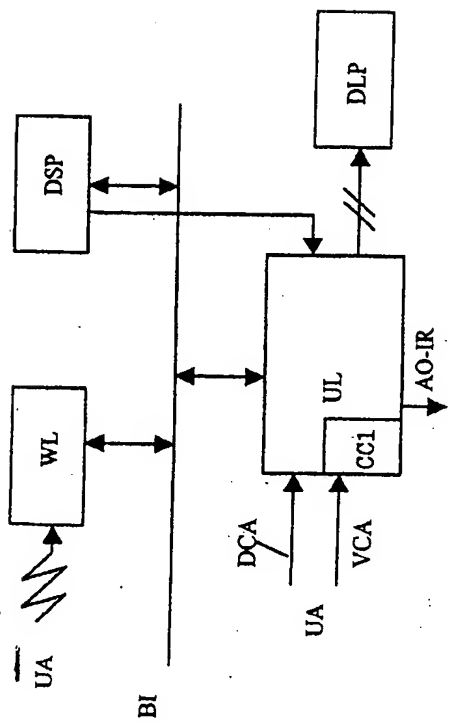 UA
WL
DSP
BI
DCA
UA
VCA
UL
CC1
AO-IR
DLP